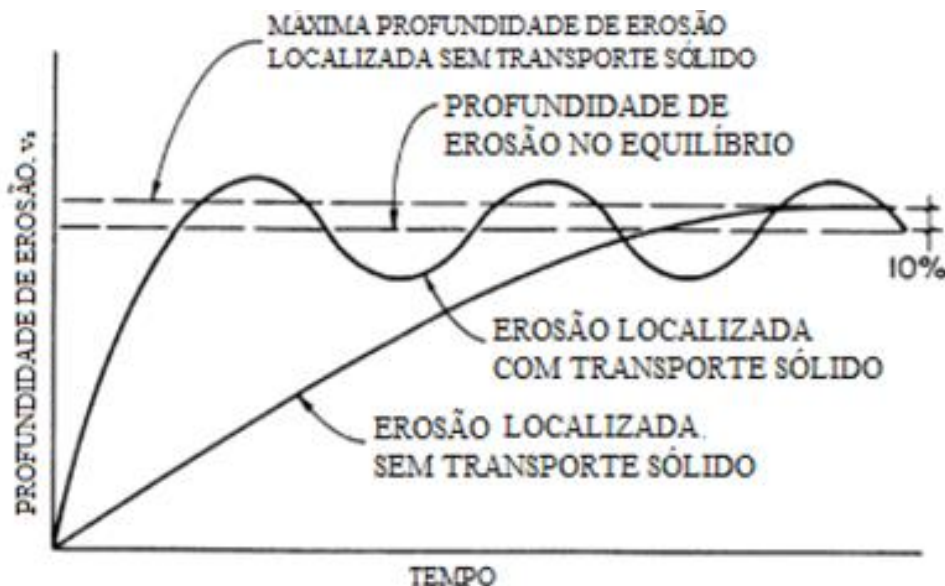 MÁXIMA PROFUNDIDADE DE EROSÃO
LOCALIZADA SEM TRANSPORTE SÓLIDO
PROFUNDIDADE DE
EROSÃO NO EQUILÍBRIO
PROFUNDIDADE DE EROSÃO,
10%
EROSÃO LOCALIZADA
COM TRANSPORTE SÓLIDO
EROSÃO LOCALIZADA
SEM TRANSPORTE SÓLIDO
TEMPO